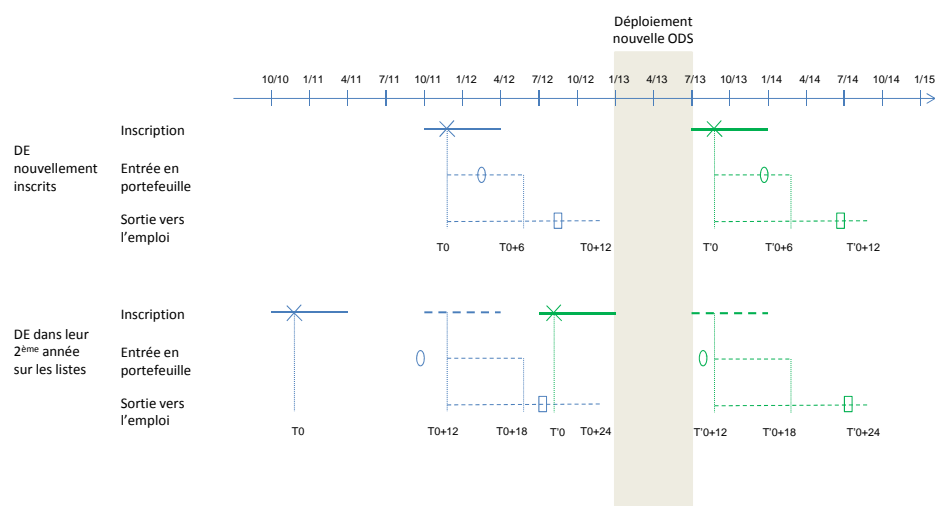 Déploiement
nouvelle ODS
10/10 1/11 4/11 7/11 10/11 1/12 4/12 7/12 10/12 1/13 4/13 7/13 10/13 1/14 4/14 7/14 10/14 1/15
DE
nouvellement
inscrits
Inscription
Entrée en
portefeuille
Sortie vers
l'emploi
T0 T0+6 T0+12 T'0 T'0+6 T'0+12
DE dans leur
2ème année
sur les listes
Inscription
Entrée en
portefeuille
Sortie vers
l'emploi
T0 T0+12 T0+18 T'0 T0+24 T'0+12 T'0+18 T'0+24